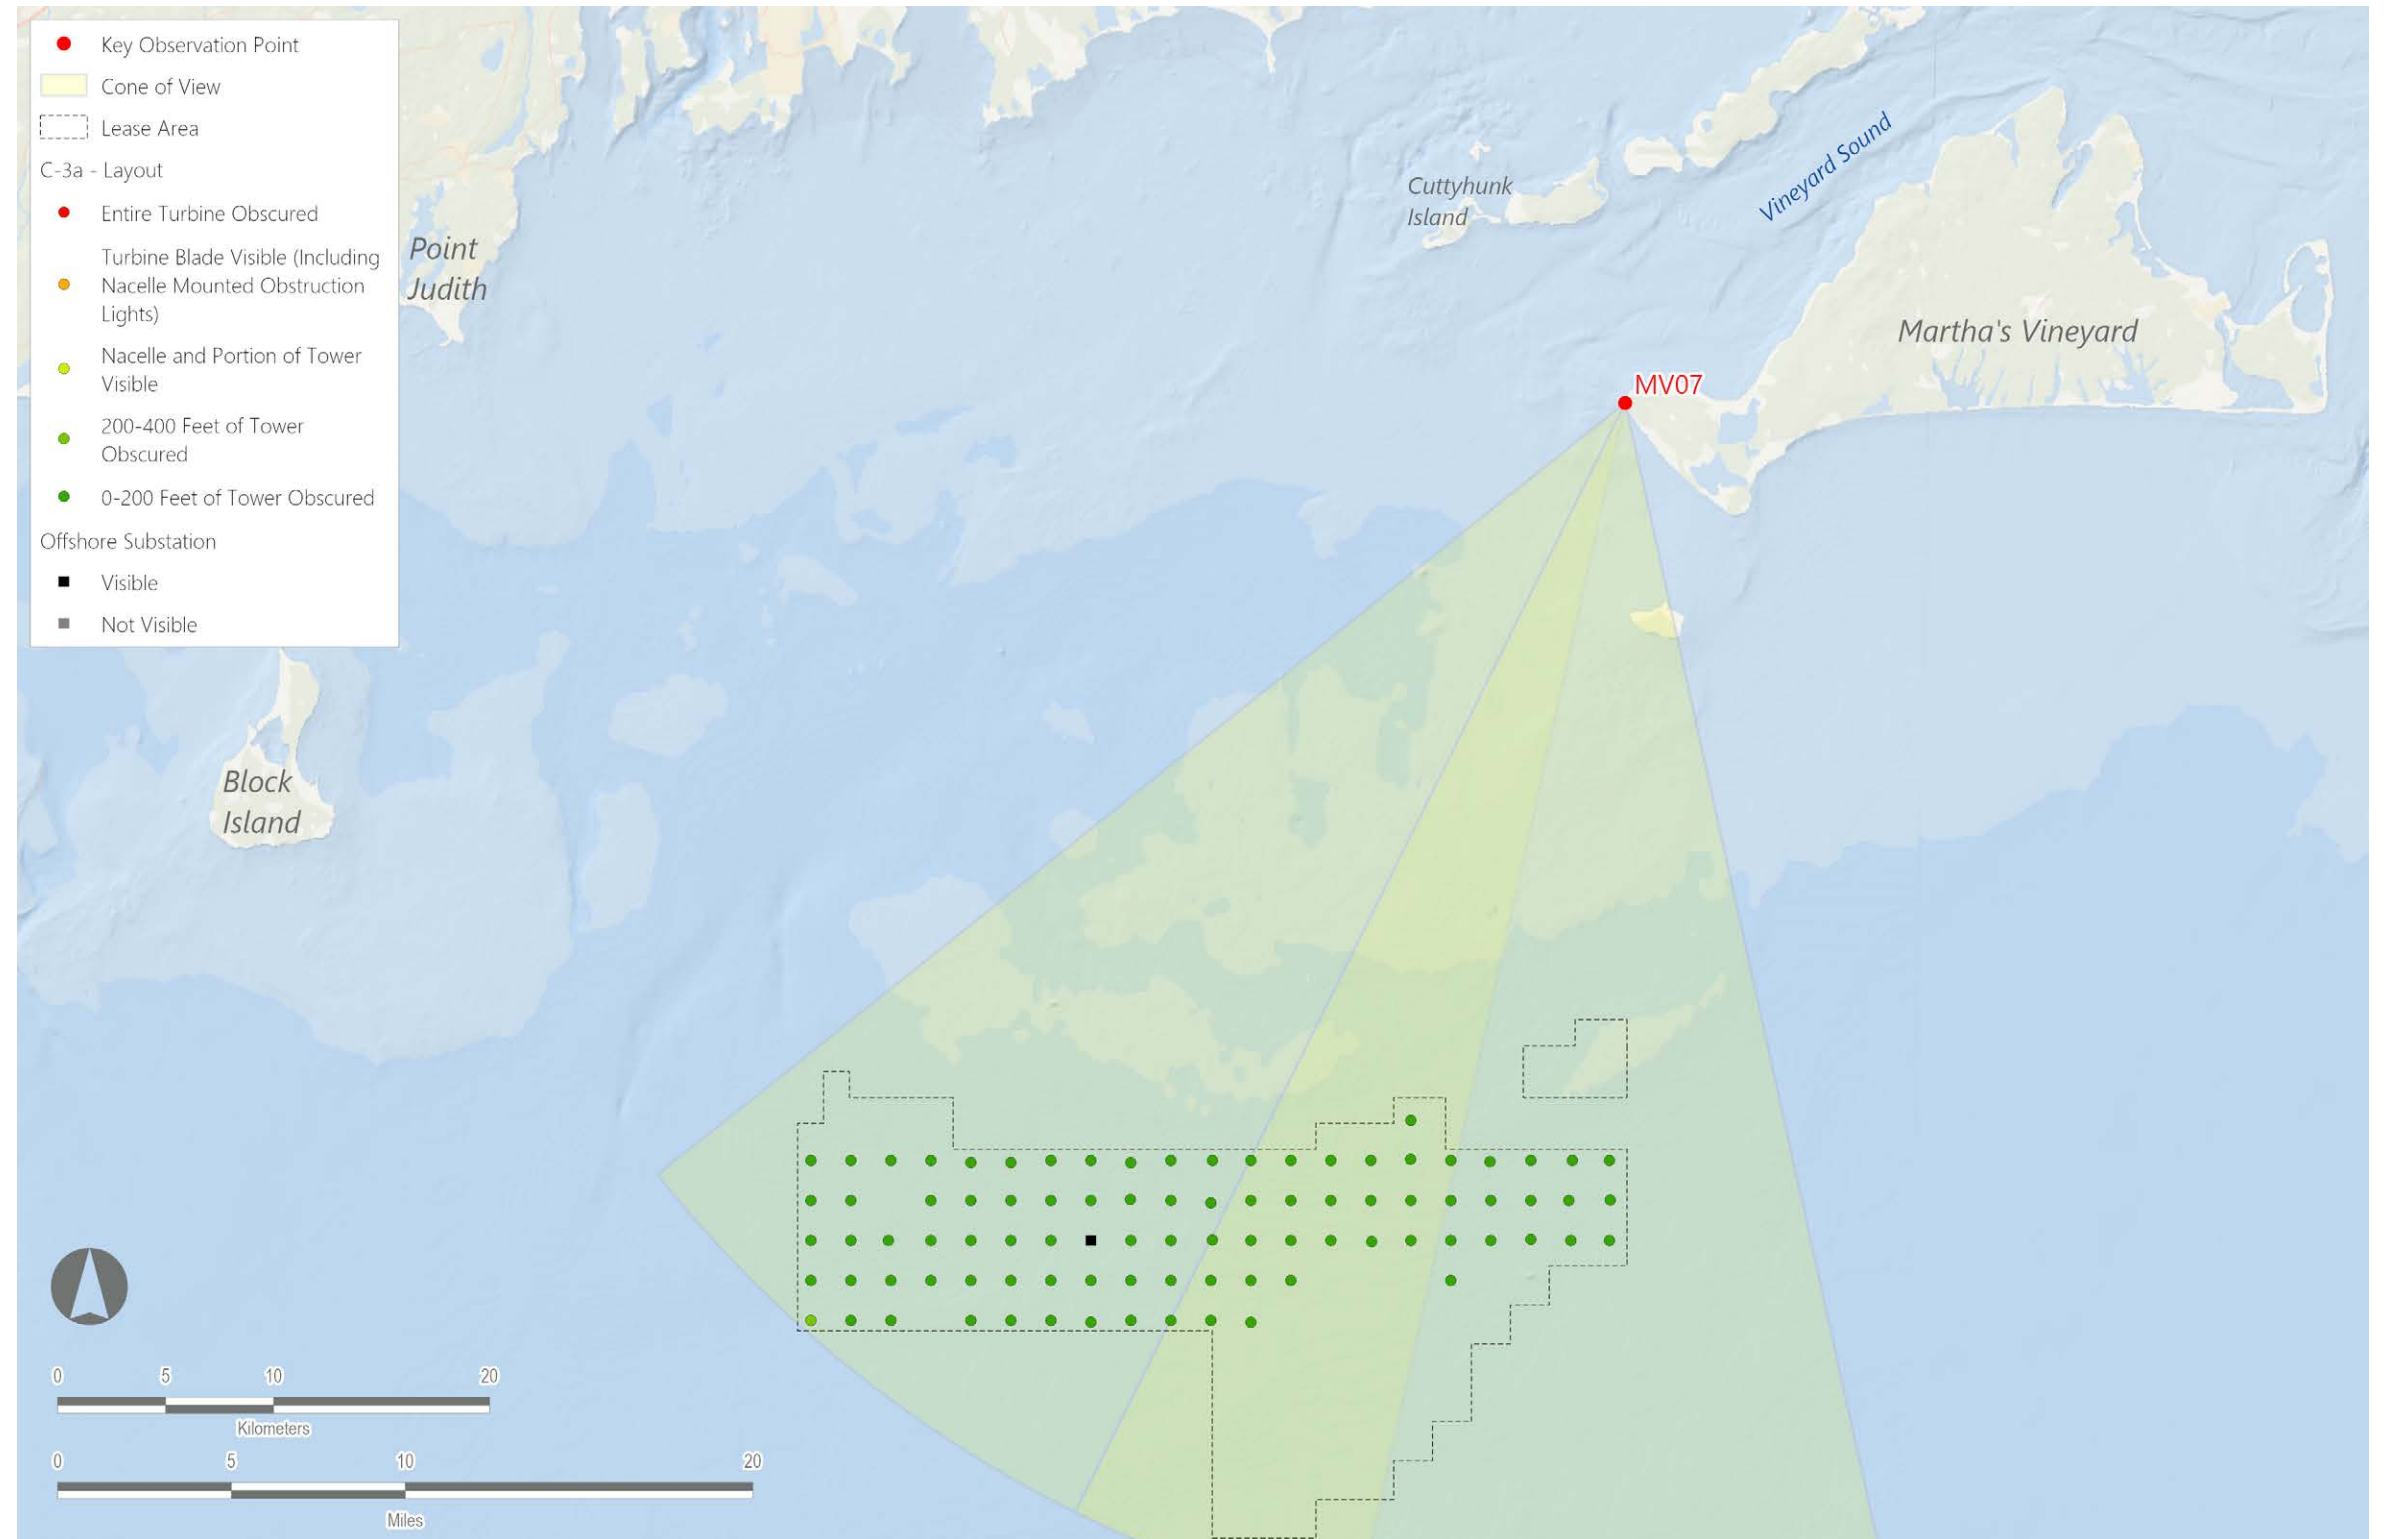 Key Observation Point
Cone of View
Lease Area
C-3a - Layout
Entire Turbine Obscured
Turbine Blade Visible (Including
Nacelle Mounted Obstruction
Lights)
Nacelle and Portion of Tower
Visible
200-400 Feet of Tower
Obscured
0-200 Feet of Tower Obscured
Offshore Substation
Visible
Not Visible
Point
Judith
Cuttyhunk
Island
Vineyard Sound
Martha's Vineyard
MV07
Block
Island
0 5 10 20
Kilometers
0 5 10 20
Miles